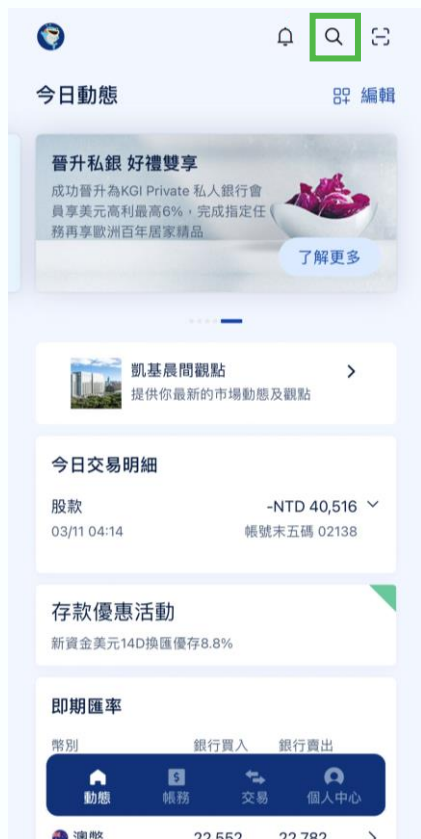 今日動態
編輯
晉升私銀 好禮雙享
成功晉升為KGI Private 私人銀行會
員享美元高利最高6%,完成指定任
務再享歐洲百年居家精品
了解更多
凱基晨間觀點
提供你最新的市場動態及觀點
今日交易明細
股款 -NTD 40,516
03/11 04:14 帳號末五碼 02138
存款優惠活動
新資金美元14D換匯優存8.8%
即期匯率
幣別 銀行買入 銀行賣出
動態 帳務 交易 個人中心